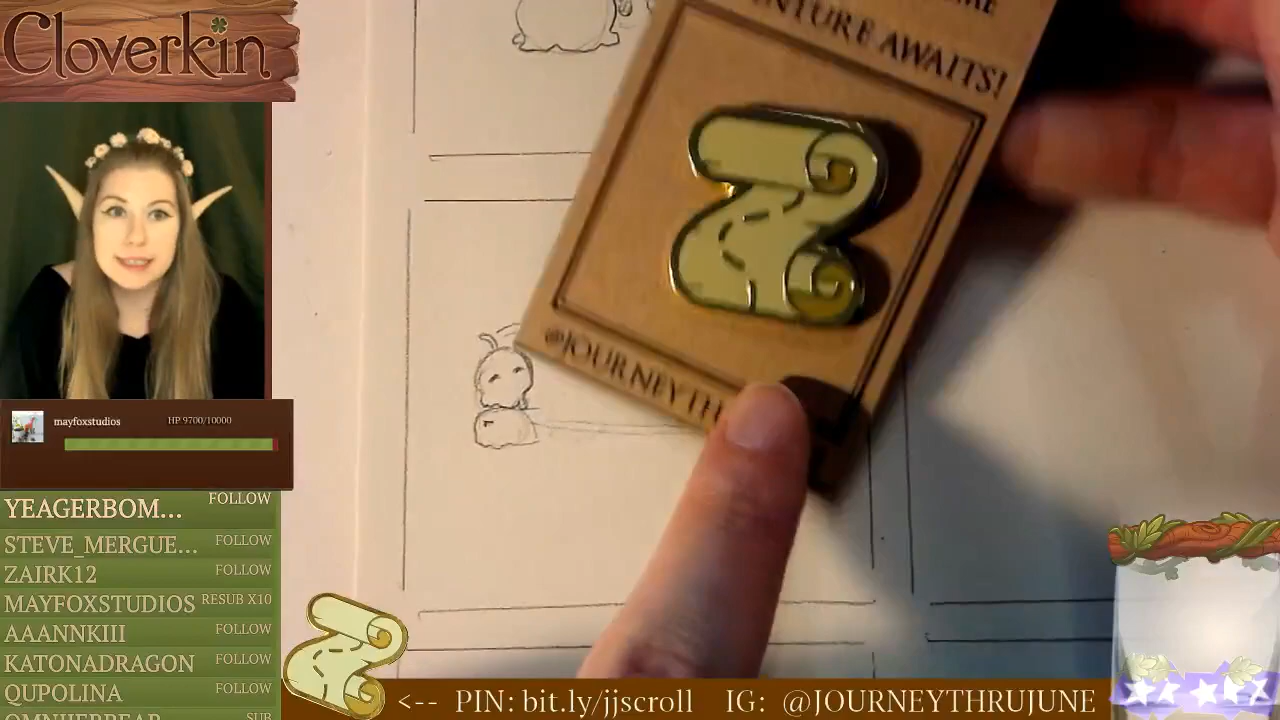 Cloverkin
NTURE AWAITS!
@JOURNEYTH
mayfoxstudios HP 9700/10000
YEAGERBOM... FOLLOW
STEVE_MERGUE... FOLLOW
ZAIRK12 FOLLOW
MAYFOXSTUDIOS RESUB X10
AAANNKIII FOLLOW
KATONADRAGON FOLLOW
QUPOLINA FOLLOW
SUB
<-- PIN: bit.ly/jjscroll IG: @JOURNEYTHRUJUNE